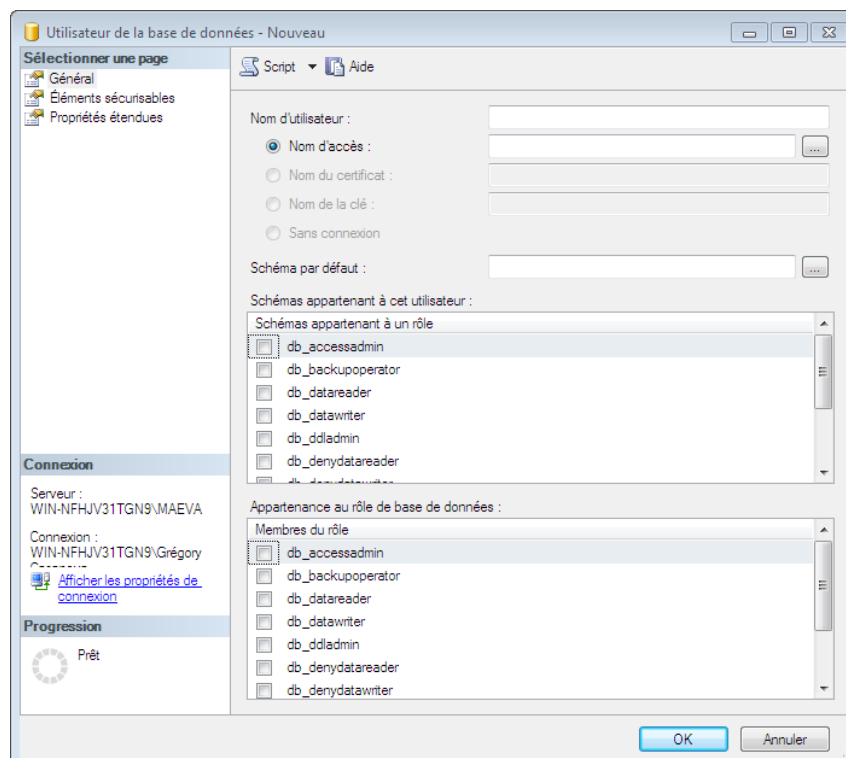 Utilisateur de la base de données - Nouveau
Sélectionner une page
Général
Éléments sécurisables
Propriétés étendues
Script
Aide
Nom d'utilisateur :
Nom d'accès :
...
Nom du certificat :
Nom de la clé :
Sans connexion
Schéma par défaut :
...
Schémas appartenant à cet utilisateur :
Schémas appartenant à un rôle
db_accessadmin
db_backupoperator
db_datareader
db_datawriter
db_ddladmin
db_denydatareader
db_denydatawriter
Appartenance au rôle de base de données :
Membres du rôle
db_accessadmin
db_backupoperator
db_datareader
db_datawriter
db_ddladmin
db_denydatareader
db_denydatawriter
Connexion
Serveur :
WIN-NFHJV31TGN9\MAEVA
Connexion :
WIN-NFHJV31TGN9\Grégory
Afficher les propriétés de
connexion
Progression
Prêt
OK
Annuler